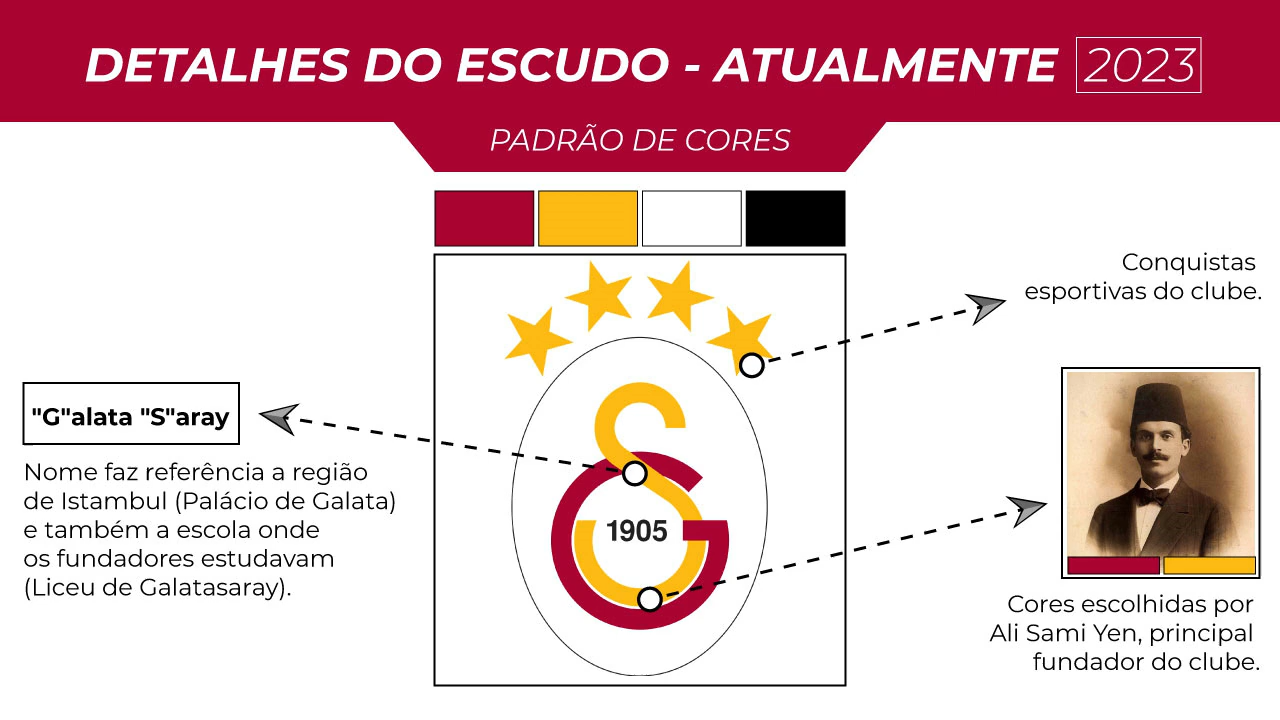 DETALHES DO ESCUDO - ATUALMENTE 2023
PADRÃO DE CORES
Conquistas
esportivas do clube.
"G"alata "S"aray
Nome faz referência a região
de Istambul (Palácio de Galata)
e também a escola onde
os fundadores estudavam
(Liceu de Galatasaray).
1905
Cores escolhidas por
Ali Sami Yen, principal
fundador do clube.